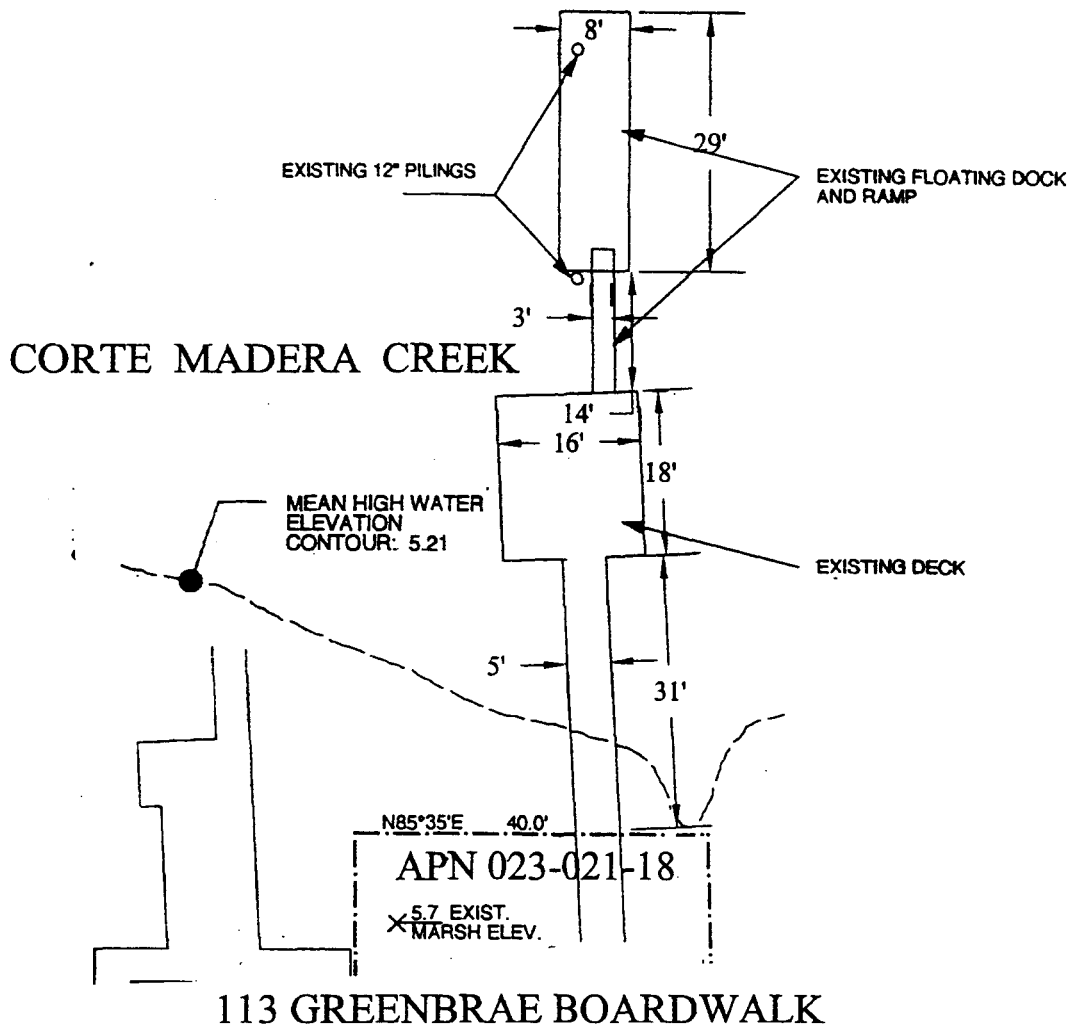 8'
29'
EXISTING 12" PILINGS
EXISTING FLOATING DOCK
AND RAMP
3'
CORTE MADERA CREEK
14'
16'
18'
MEAN HIGH WATER
ELEVATION
CONTOUR: 5.21
EXISTING DECK
5'
31'
N85°35'E 40.0'
APN 023-021-18
5.7 EXIST.
MARSH ELEV.
113 GREENBRAE BOARDWALK